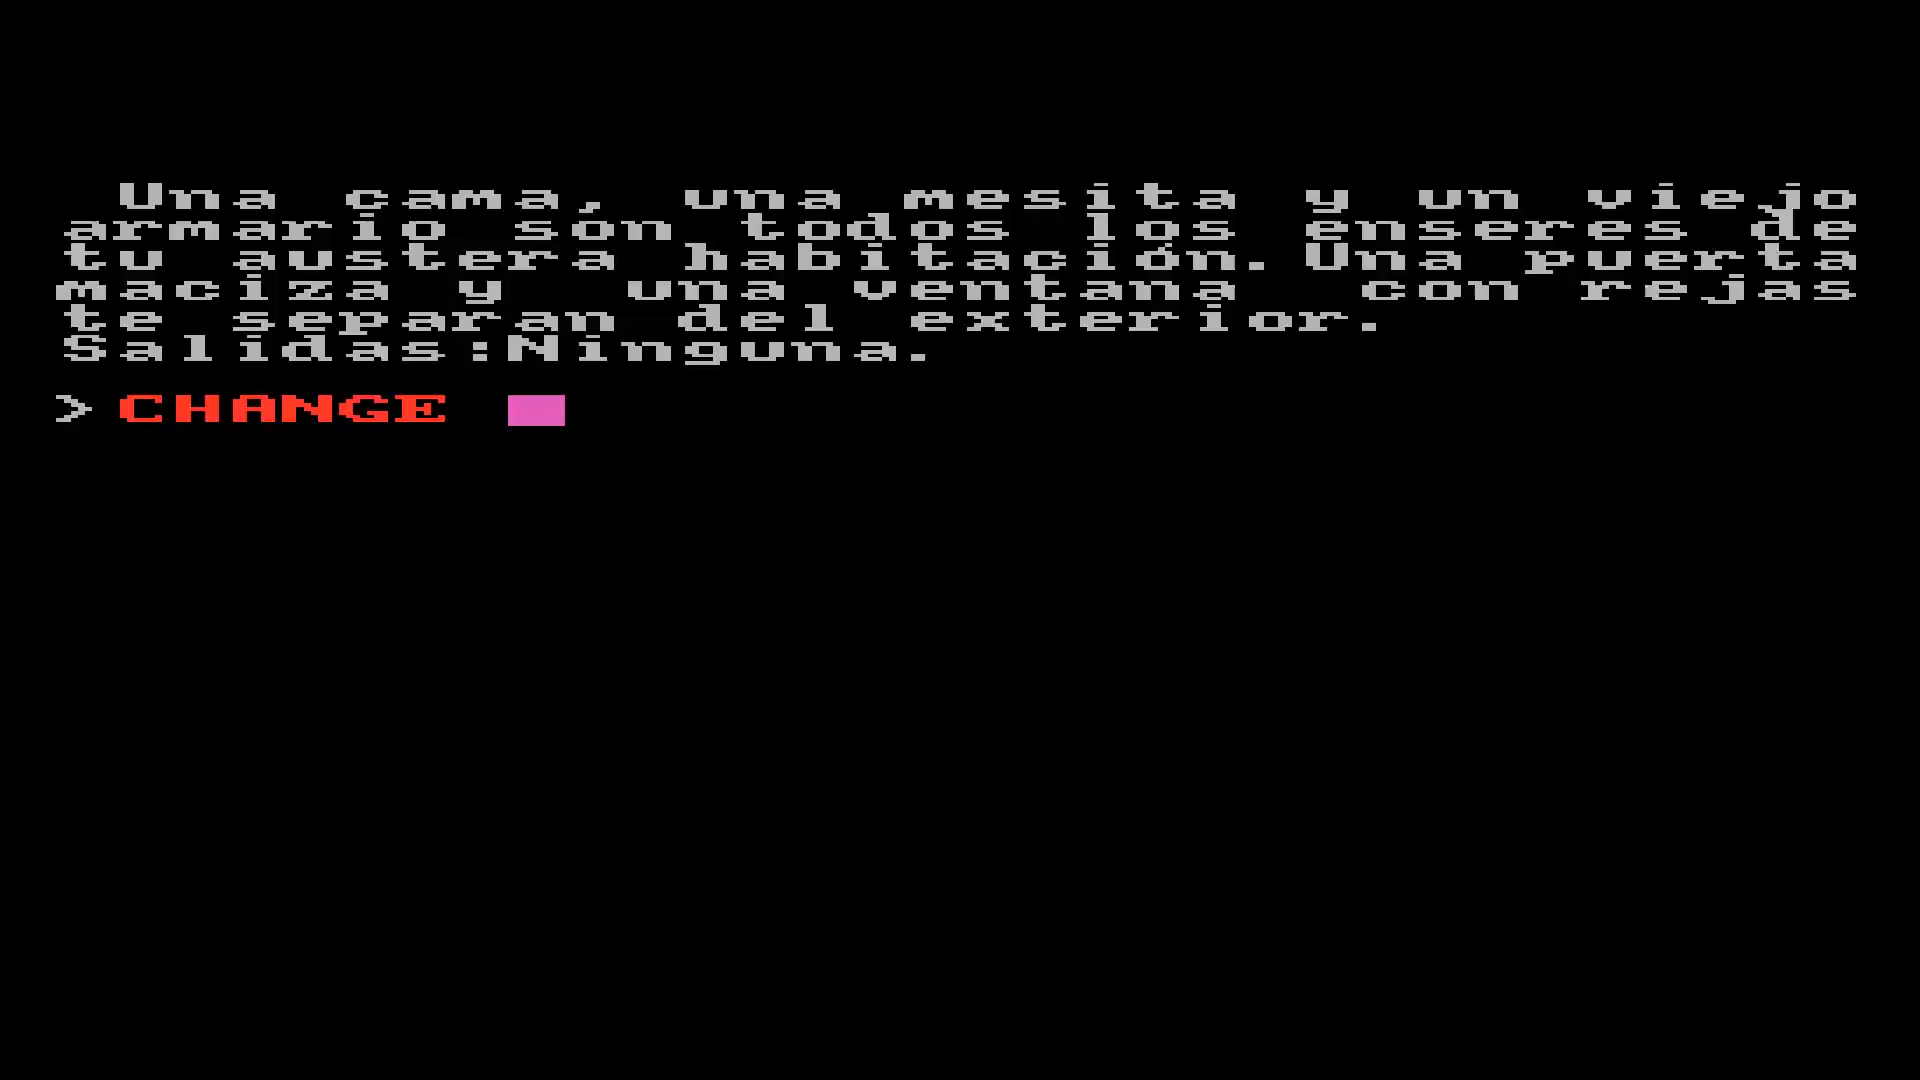 Una cama, una mesita y un viejo
armario són todos los enseres de
tu austera habitación. Una puerta
maciza y una ventana con rejas
te separan del exterior.
Salidas:Ninguna.
> CHANGE